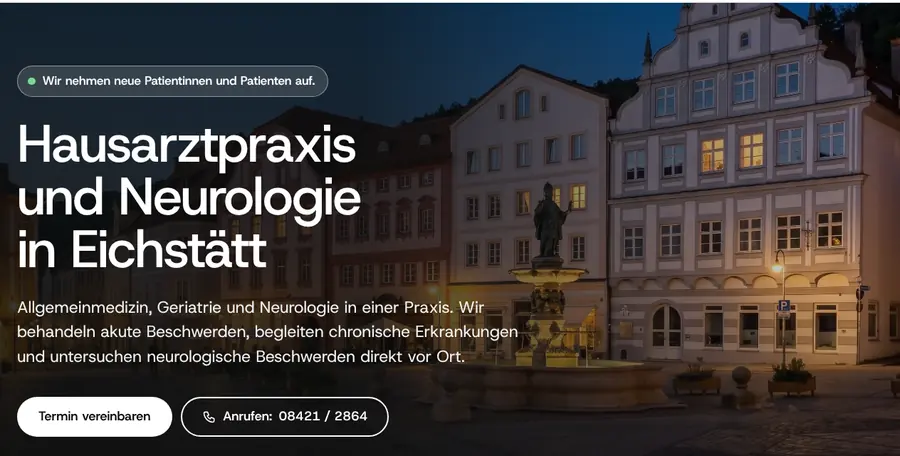 Wir nehmen neue Patientinnen und Patienten auf.
Hausarztpraxis
und Neurologie
in Eichstätt
Allgemeinmedizin, Geriatrie und Neurologie in einer Praxis. Wir
behandeln akute Beschwerden, begleiten chronische Erkrankungen
und untersuchen neurologische Beschwerden direkt vor Ort.
Termin vereinbaren
Anrufen: 08421 / 2864
P